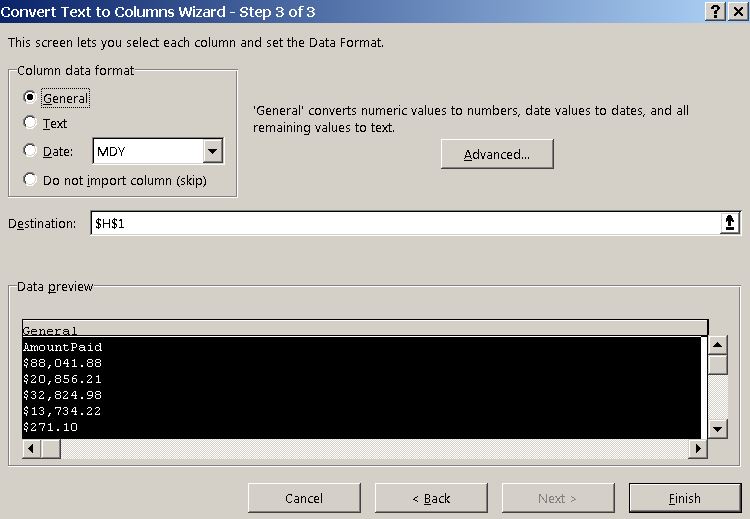 Convert Text to Columns Wizard - Step 3 of 3
This screen lets you select each column and set the Data Format.
Column data format
General
Text
Date: MDY
Do not import column (skip)
'General' converts numeric values to numbers, date values to dates, and all
remaining values to text.
Advanced...
Destination: $H$1
Data preview
General
AmountPaid
$88,041.88
$20,856.21
$32,824.98
$13,734.22
$271.10
Cancel < Back Next > Finish